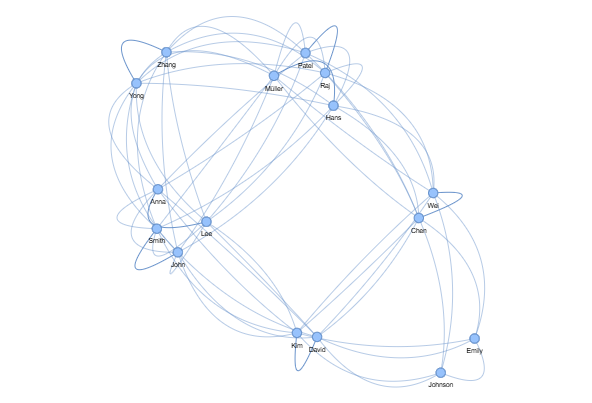 Zhang
Patel
Yong
Müller
Raj
Hans
Anna
Wei
Smith
Lee
Chen
John
Kim
David
Emily
Johnson